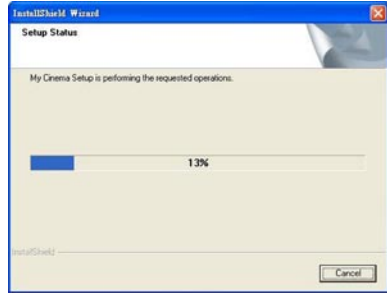 InstallShield Wizard
Setup Status
My Cinema Setup is performing the requested operations.
13%
InstallShield
Cancel